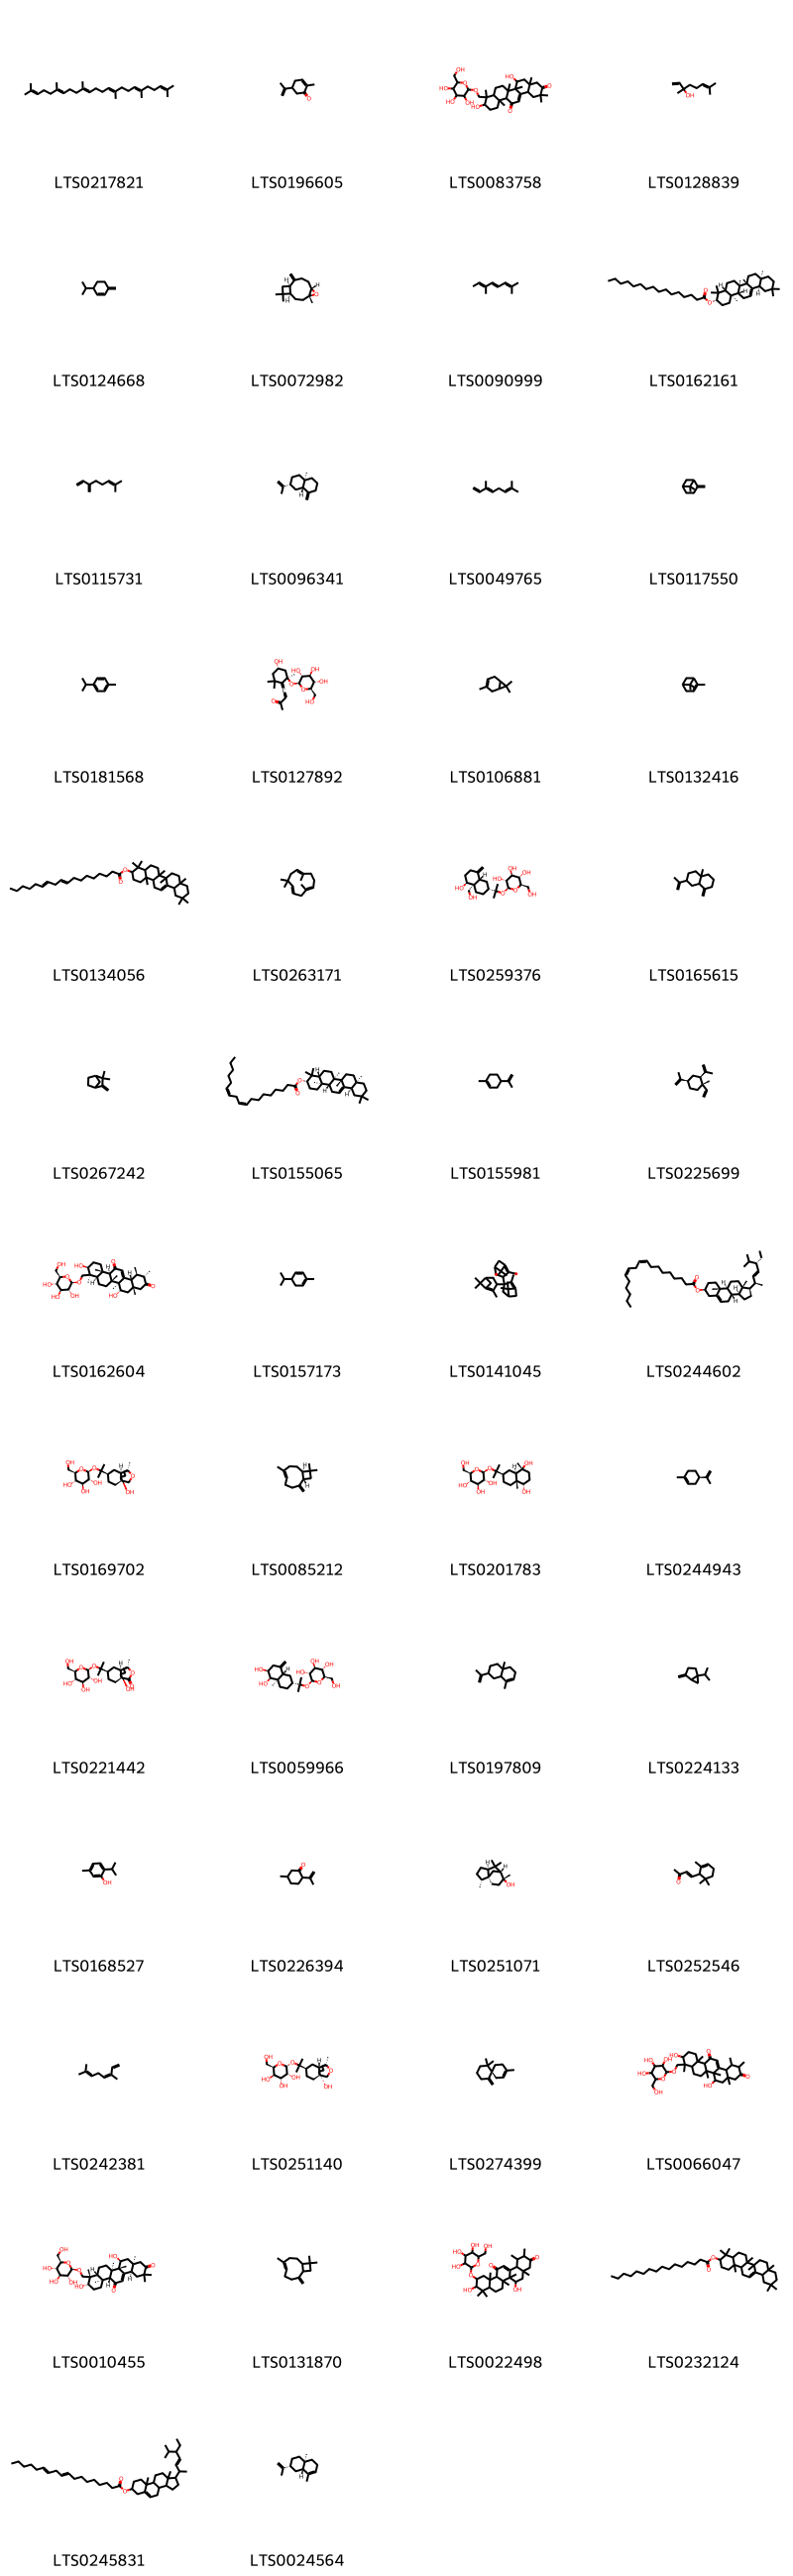 LTS0217821 LTS0196605 LTS0083758 LTS0128839
LTS0124668 LTS0072982 LTS0090999 LTS0162161
LTS0115731 LTS0096341 LTS0049765 LTS0117550
LTS0181568 LTS0127892 LTS0106881 LTS0132416
LTS0134056 LTS0263171 LTS0259376 LTS0165615
LTS0267242 LTS0155065 LTS0155981 LTS0225699
LTS0162604 LTS0157173 LTS0141045 LTS0244602
LTS0169702 LTS0085212 LTS0201783 LTS0244943
LTS0221442 LTS0059966 LTS0197809 LTS0224133
LTS0168527 LTS0226394 LTS0251071 LTS0252546
LTS0242381 LTS0251140 LTS0274399 LTS0066047
LTS0010455 LTS0131870 LTS0022498 LTS0232124
LTS0245831 LTS0024564